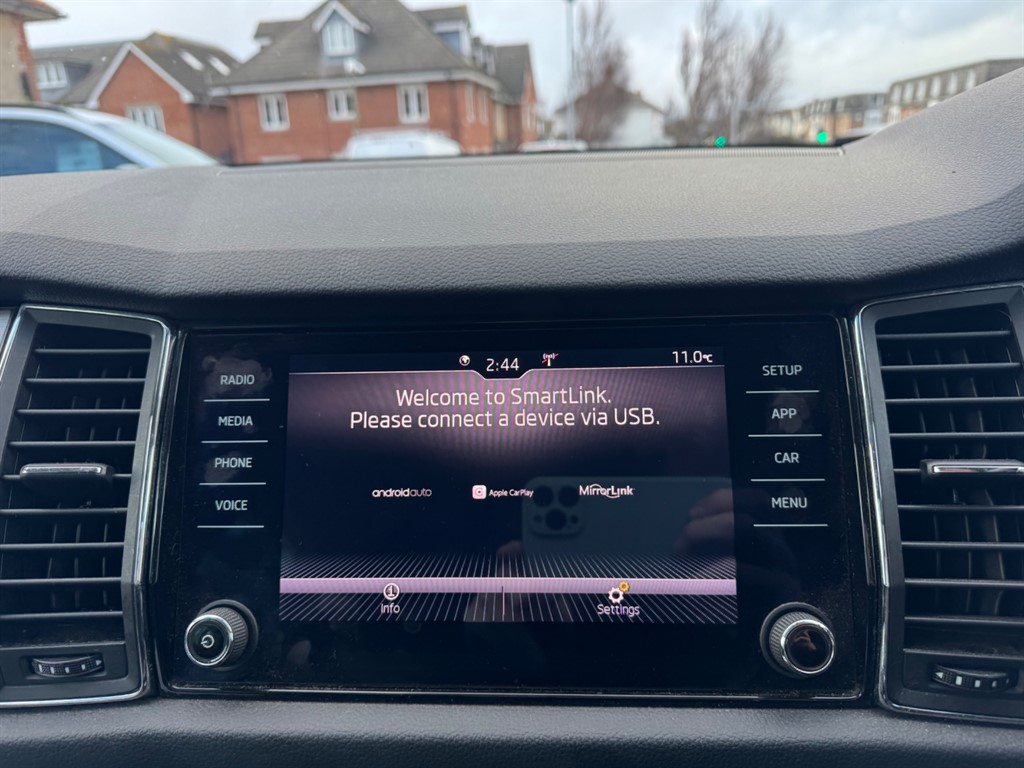 2:44
11.0°C
Welcome to SmartLink.
Please connect a device via USB.
androidauto
Apple CarPlay
MirrorLink
Info
Settings
RADIO
MEDIA
PHONE
VOICE
SETUP
APP
CAR
MENU